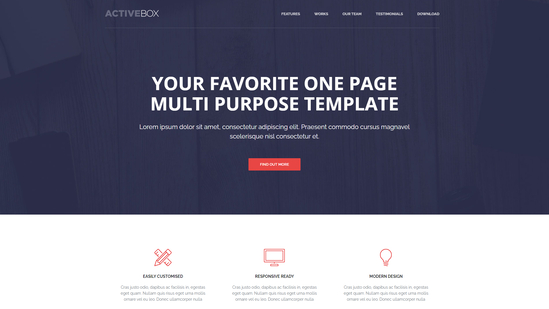 ACTIVEBOX
FEATURES WORKS OUR TEAM TESTIMONIALS DOWNLOAD
YOUR FAVORITE ONE PAGE
MULTI PURPOSE TEMPLATE
Lorem ipsum dolor sit amet, consectetur adipiscing elit. Praesent commodo cursus magnavel
scelerisque nisl consectetur et.
FIND OUT MORE
EASILY CUSTOMISED
Cras justo odio, dapibus ac facilisis in, egestas
eget quam. Nullam quis risus eget urna mollis
ornare vel eu leo. Donec ullamcorper nulla
RESPONSIVE READY
Cras justo odio, dapibus ac facilisis in, egestas
eget quam. Nullam quis risus eget urna mollis
ornare vel eu leo. Donec ullamcorper nulla
MODERN DESIGN
Cras justo odio, dapibus ac facilisis in, egestas
eget quam. Nullam quis risus eget urna mollis
ornare vel eu leo. Donec ullamcorper nulla